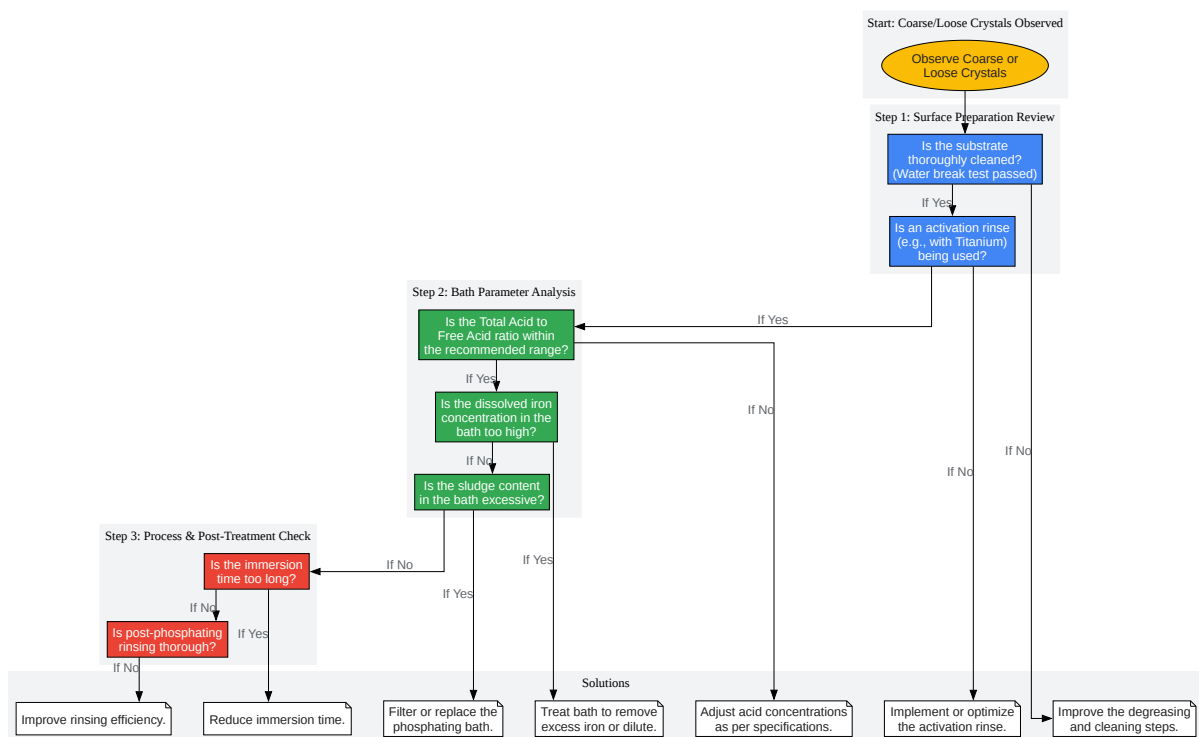 Start: Coarse/Loose Crystals Observed
Observe Coarse or
Loose Crystals
Step 1: Surface Preparation Review
Is the substrate
thoroughly cleaned?
(Water break test passed)
If Yes
Is an activation rinse
(e.g., with Titanium)
being used?
Step 2: Bath Parameter Analysis
If Yes
Is the Total Acid to
Free Acid ratio within
the recommended range?
If Yes
Is the dissolved iron
concentration in the
bath too high?
If No
If No
If No
If No
Is the sludge content
in the bath excessive?
Step 3: Process & Post-Treatment Check
Is the immersion
time too long?
If No
If Yes
If Yes
If No
Is post-phosphating
rinsing thorough?
If Yes
If No
Solutions
Improve rinsing efficiency.
Reduce immersion time.
Filter or replace the
phosphating bath.
Treat bath to remove
excess iron or dilute.
Adjust acid concentrations
as per specifications.
Implement or optimize
the activation rinse.
Improve the degreasing
and cleaning steps.